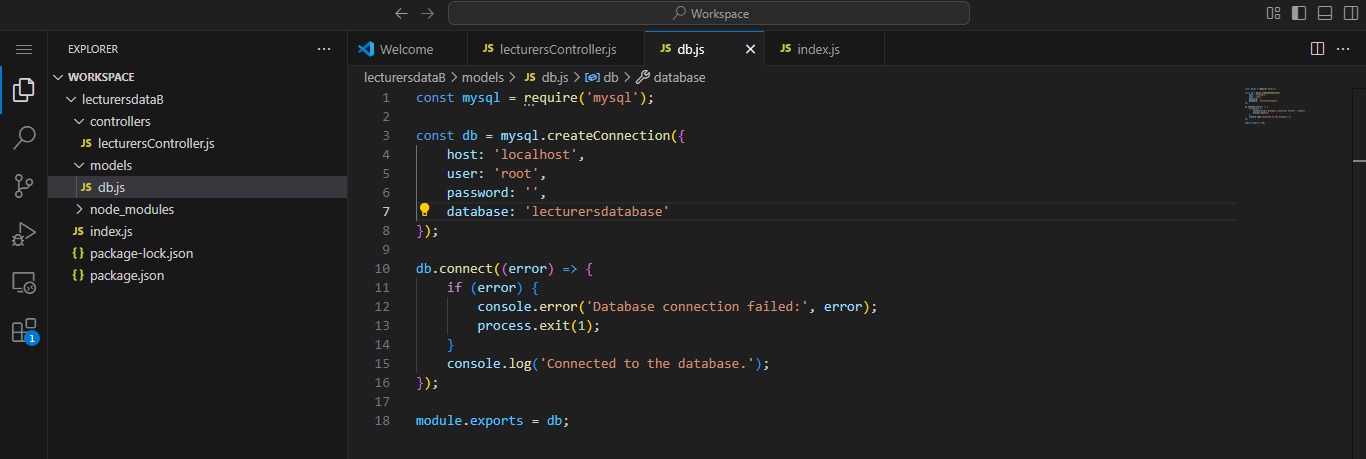 Workspace
EXPLORER
WORKSPACE
lecturersdataB
controllers
JS lecturersController.js
models
JS db.js
node_modules
JS index.js
{} package-lock.json
{} package.json
1
Welcome
JS lecturersController.js
JS db.js
JS index.js
lecturersdataB > models > JS db.js > db > database
1 const mysql = require('mysql');
2
3 const db = mysql.createConnection({
4     host: 'localhost',
5     user: 'root',
6     password: '',
7     database: 'lecturersdatabase'
8 });
9
10 db.connect((error) => {
11     if (error) {
12         console.error('Database connection failed:', error);
13         process.exit(1);
14     }
15     console.log('Connected to the database.');
16 });
17
18 module.exports = db;